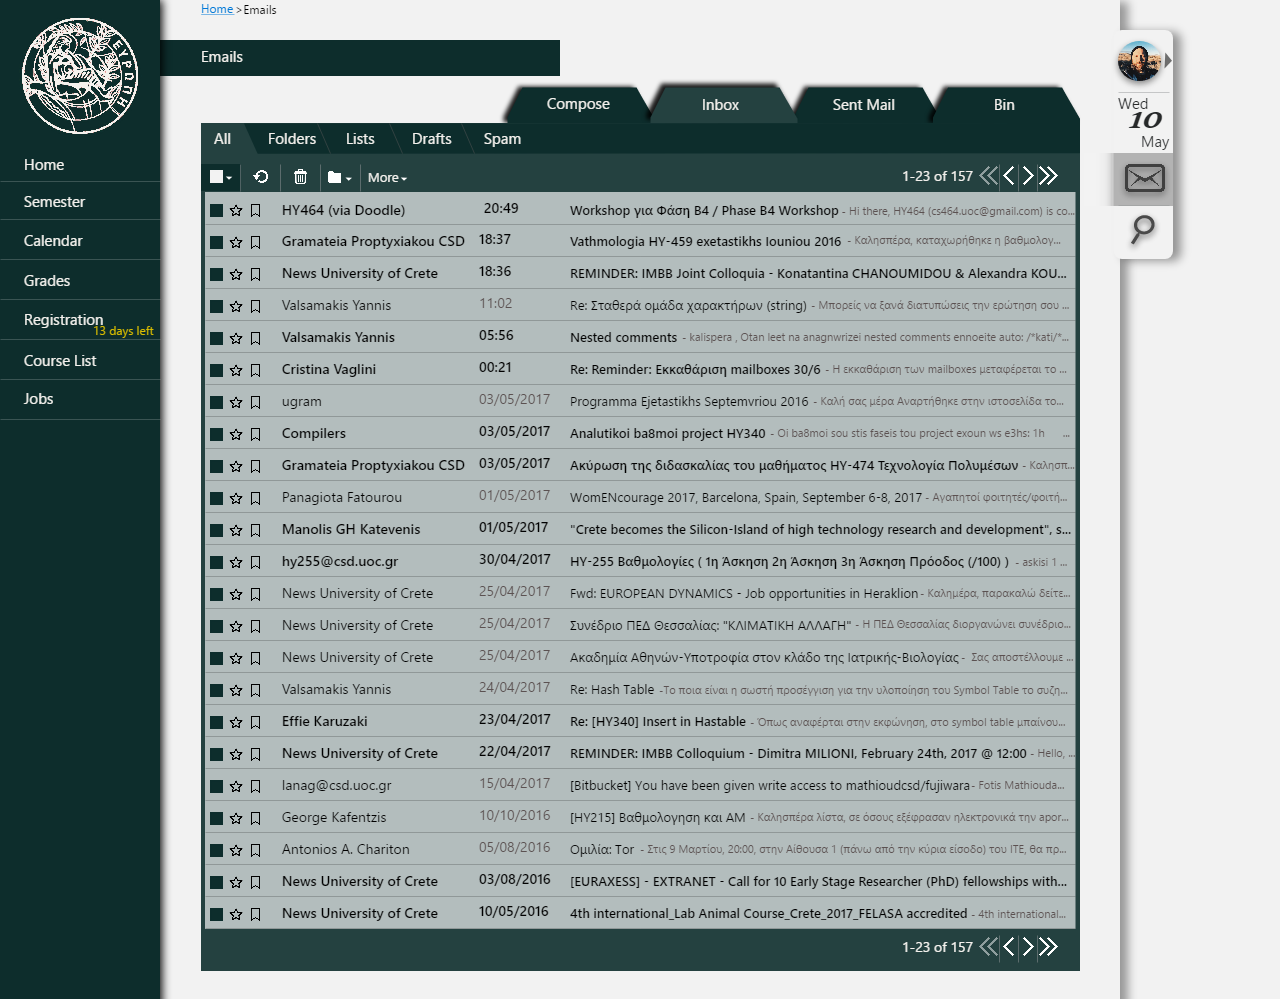 Home >Emails
ΕΥΡΩΠΗ
Emails
Compose
Inbox
Sent Mail
Bin
Wed
10
May
Home
Semester
Calendar
Grades
Registration
13 days left
Course List
Jobs
All
Folders
Lists
Drafts
Spam
More
1-23 of 157
HY464 (via Doodle) 20:49 Workshop για Φάση B4 / Phase B4 Workshop - Hi there, HY464 (cs464.uoc@gmail.com) is co...
Gramateia Proptyxiakou CSD 18:37 Vathmologia HY-459 exetastikhs Iouniou 2016 - Καλησπέρα, καταχωρήθηκε η βαθμολογ...
News University of Crete 18:36 REMINDER: IMBB Joint Colloquia - Konatantina CHANOUMIDOU & Alexandra KOU...
Valsamakis Yannis 11:02 Re: Σταθερά ομάδα χαρακτήρων (string) - Μπορείς να ξανά διατυπώσεις την ερώτηση σου ...
Valsamakis Yannis 05:56 Nested comments - kalispera , Otan leet na anagnwrizei nested comments ennoeite auto: /*kati/*...
Cristina Vaglini 00:21 Re: Reminder: Εκκαθάριση mailboxes 30/6 - Η εκκαθάριση των mailboxes μεταφέρεται το ...
ugram 03/05/2017 Programma Ejetastikhs Septemvriou 2016 - Καλή σας μέρα Αναρτήθηκε στην ιστοσελίδα το...
Compilers 03/05/2017 Analutikoi ba8moi project HY340 - Oi ba8moi sou stis faseis tou project exoun ws e3hs: 1h ...
Gramateia Proptyxiakou CSD 03/05/2017 Ακύρωση της διδασκαλίας του μαθήματος ΗΥ-474 Τεχνολογία Πολυμέσων - Καλησπ...
Panagiota Fatourou 01/05/2017 WomENcourage 2017, Barcelona, Spain, September 6-8, 2017 - Αγαπητοί φοιτητές/φοιτή...
Manolis GH Katevenis 01/05/2017 "Crete becomes the Silicon-Island of high technology research and development", s...
hy255@csd.uoc.gr 30/04/2017 HY-255 Βαθμολογίες ( 1η Άσκηση 2η Άσκηση 3η Άσκηση Πρόοδος (/100) ) - askisi 1 ...
News University of Crete 25/04/2017 Fwd: EUROPEAN DYNAMICS - Job opportunities in Heraklion - Καλημέρα, παρακαλώ δείτε...
News University of Crete 25/04/2017 Συνέδριο ΠΕΔ Θεσσαλίας: "ΚΛΙΜΑΤΙΚΗ ΑΛΛΑΓΗ" - Η ΠΕΔ Θεσσαλίας διοργανώνει συνέδριο...
News University of Crete 25/04/2017 Ακαδημία Αθηνών-Υποτροφία στον κλάδο της Ιατρικής-Βιολογίας - Σας αποστέλλουμε ...
Valsamakis Yannis 24/04/2017 Re: Hash Table -Το ποια είναι η σωστή προσέγγιση για την υλοποίηση του Symbol Table το συζη...
Effie Karuzaki 23/04/2017 Re: [HY340] Insert in Hastable - Όπως αναφέρται στην εκφώνηση, στο symbol table μπαίνου...
News University of Crete 22/04/2017 REMINDER: IMBB Colloquium - Dimitra MILIONI, February 24th, 2017 @ 12:00 - Hello, ...
lanag@csd.uoc.gr 15/04/2017 [Bitbucket] You have been given write access to mathioudcsd/fujiwara - Fotis Mathiouda...
George Kafentzis 10/10/2016 [HY215] Βαθμολογηση και ΑΜ - Καλησπέρα λίστα, σε όσους εξέφρασαν ηλεκτρονικά την apor...
Antonios A. Chariton 05/08/2016 Ομιλία: Tor - Στις 9 Μαρτίου, 20:00, στην Αίθουσα 1 (πάνω από την κύρια είσοδο) του ΙΤΕ, θα πρ...
News University of Crete 03/08/2016 [EURAXESS] - EXTRANET - Call for 10 Early Stage Researcher (PhD) fellowships with...
News University of Crete 10/05/2016 4th international_Lab Animal Course_Crete_2017_FELASA accredited - 4th international...
1-23 of 157